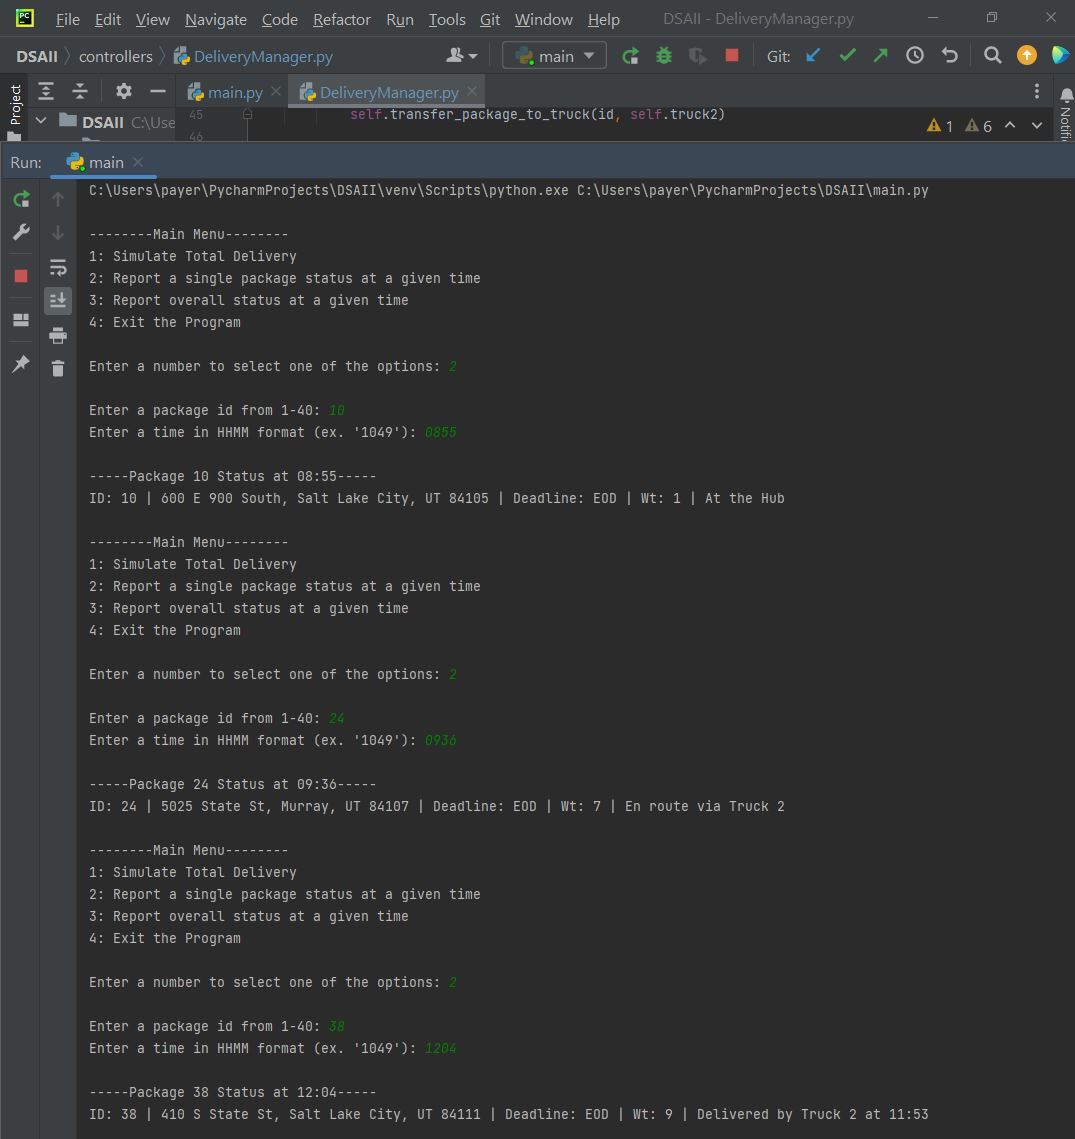 PC
File Edit View Navigate Code Refactor Run Tools Git Window Help DSAII - DeliveryManager.py
DSAII controllers DeliveryManager.py main Git:
Project
main.py DeliveryManager.py
DSAII C:\Use 45 self.transfer_package_to_truck(id, self.truck2)
46 1 6
Notifi
Run: main
C:\Users\payer\PycharmProjects\DSAII\venv\Scripts\python.exe C:\Users\payer\PycharmProjects\DSAII\main.py
--------Main Menu--------
1: Simulate Total Delivery
2: Report a single package status at a given time
3: Report overall status at a given time
4: Exit the Program
Enter a number to select one of the options: 2
Enter a package id from 1-40: 10
Enter a time in HHMM format (ex. '1049'): 0855
-----Package 10 Status at 08:55-----
ID: 10 | 600 E 900 South, Salt Lake City, UT 84105 | Deadline: EOD | Wt: 1 | At the Hub
--------Main Menu--------
1: Simulate Total Delivery
2: Report a single package status at a given time
3: Report overall status at a given time
4: Exit the Program
Enter a number to select one of the options: 2
Enter a package id from 1-40: 24
Enter a time in HHMM format (ex. '1049'): 0936
-----Package 24 Status at 09:36-----
ID: 24 | 5025 State St, Murray, UT 84107 | Deadline: EOD | Wt: 7 | En route via Truck 2
--------Main Menu--------
1: Simulate Total Delivery
2: Report a single package status at a given time
3: Report overall status at a given time
4: Exit the Program
Enter a number to select one of the options: 2
Enter a package id from 1-40: 38
Enter a time in HHMM format (ex. '1049'): 1204
-----Package 38 Status at 12:04-----
ID: 38 | 410 S State St, Salt Lake City, UT 84111 | Deadline: EOD | Wt: 9 | Delivered by Truck 2 at 11:53